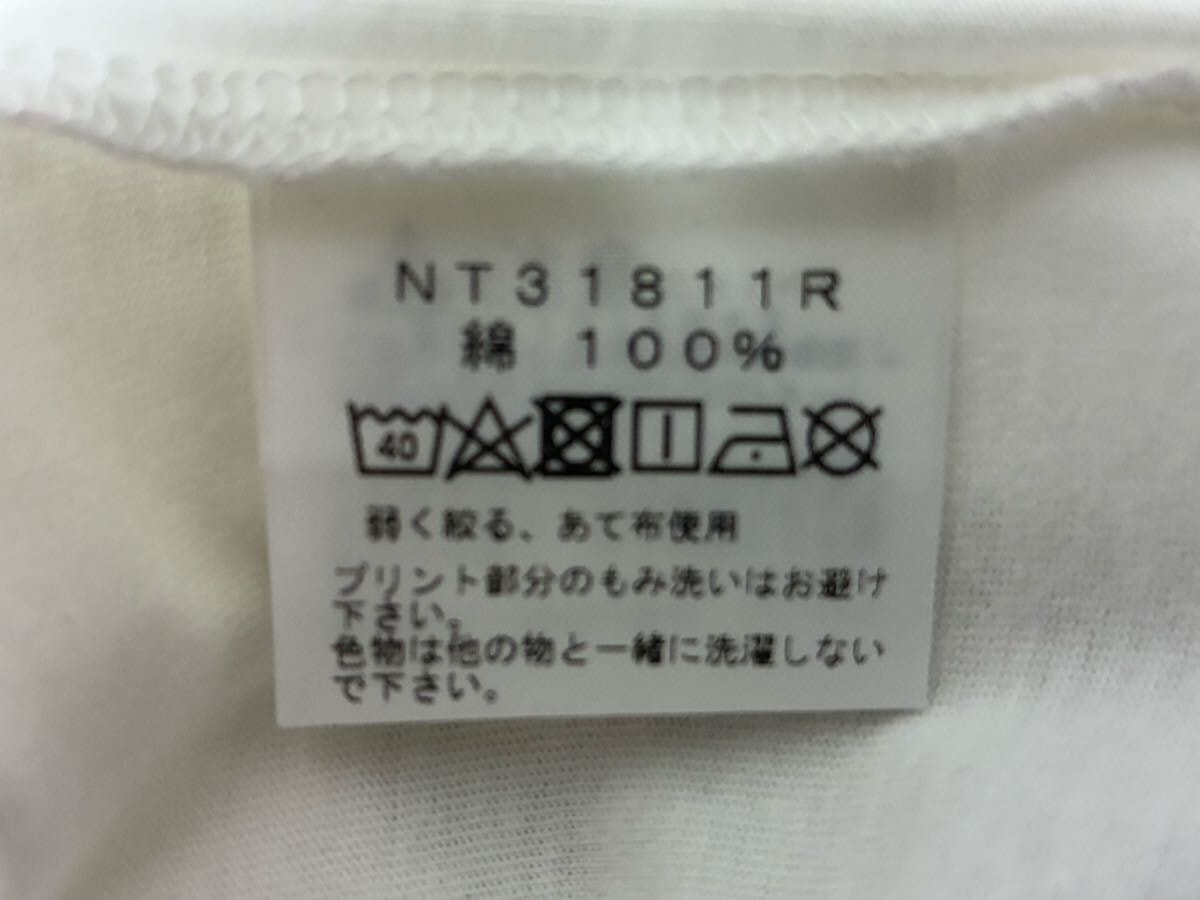 NT31811R
綿 100%
40
弱く絞る、あて布使用
プリント部分のもみ洗いはお避け
下さい。
色物は他の物と一緒に洗濯しない
で下さい。